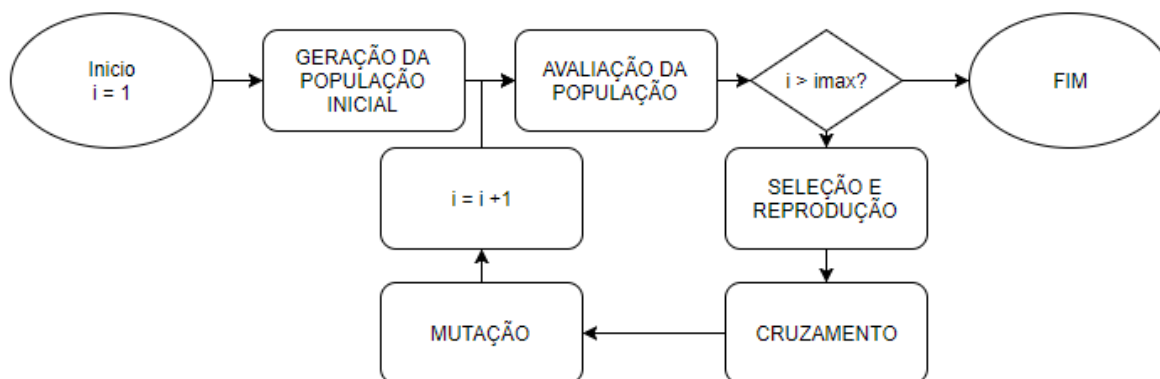 Inicio
i = 1
GERAÇÃO DA
POPULAÇÃO
INICIAL
AVALIAÇÃO DA
POPULAÇÃO
i > imax?
FIM
i = i +1
SELEÇÃO E
REPRODUÇÃO
MUTAÇÃO
CRUZAMENTO